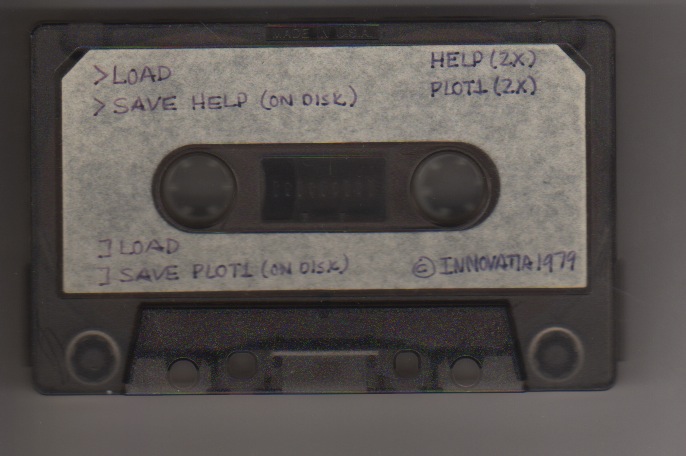 MADE IN U.S.A.
>LOAD
>SAVE HELP (ON DISK)
HELP (2X)
PLOT1 (2X)
]LOAD
]SAVE PLOT1 (ON DISK)
© INNOVATIA 1979